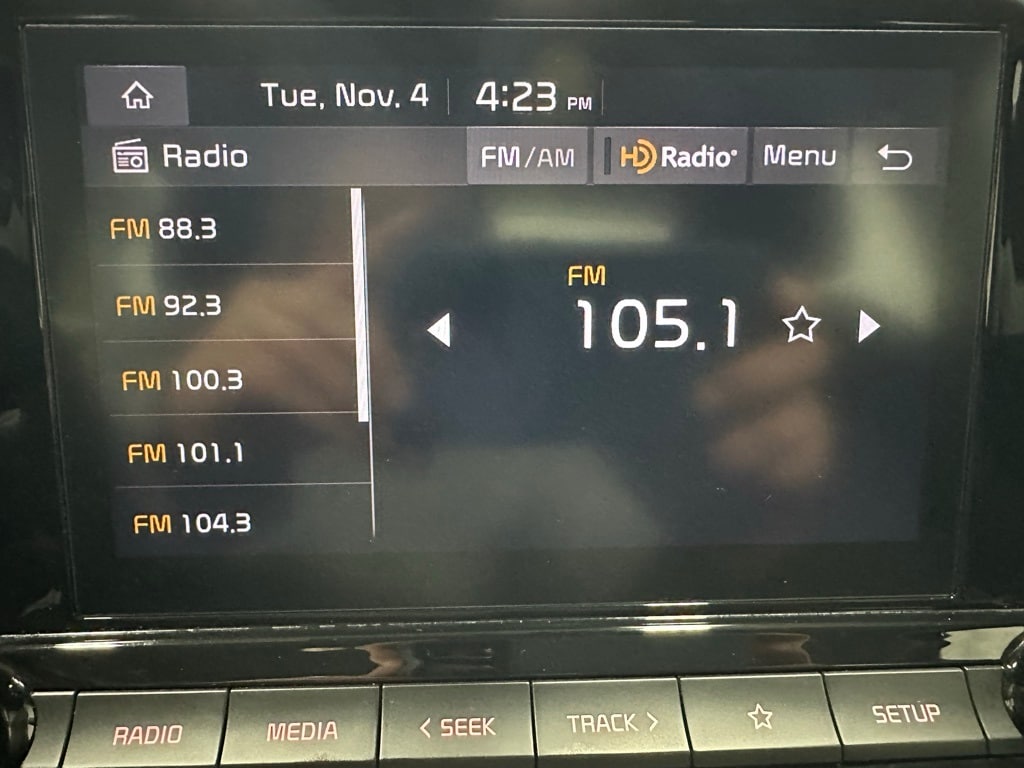 Tue, Nov. 4 4:23 PM
Radio FM/AM HD Radio Menu
FM 88.3
FM 92.3
FM 100.3
FM 101.1
FM 104.3
FM
105.1
RADIO MEDIA < SEEK TRACK > SETUP